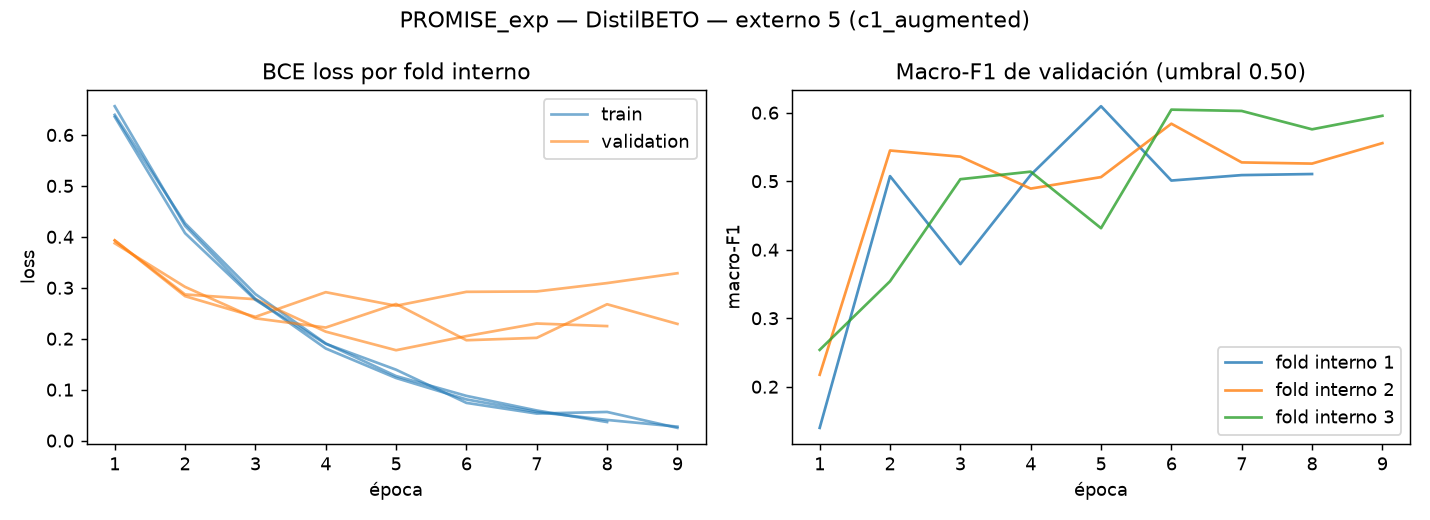 PROMISE_exp — DistilBETO — externo 5 (c1_augmented)
BCE loss por fold interno
loss
0.6
0.5
0.4
0.3
0.2
0.1
0.0
train
validation
1 2 3 4 5 6 7 8 9
época
Macro-F1 de validación (umbral 0.50)
macro-F1
0.6
0.5
0.4
0.3
0.2
fold interno 1
fold interno 2
fold interno 3
1 2 3 4 5 6 7 8 9
época